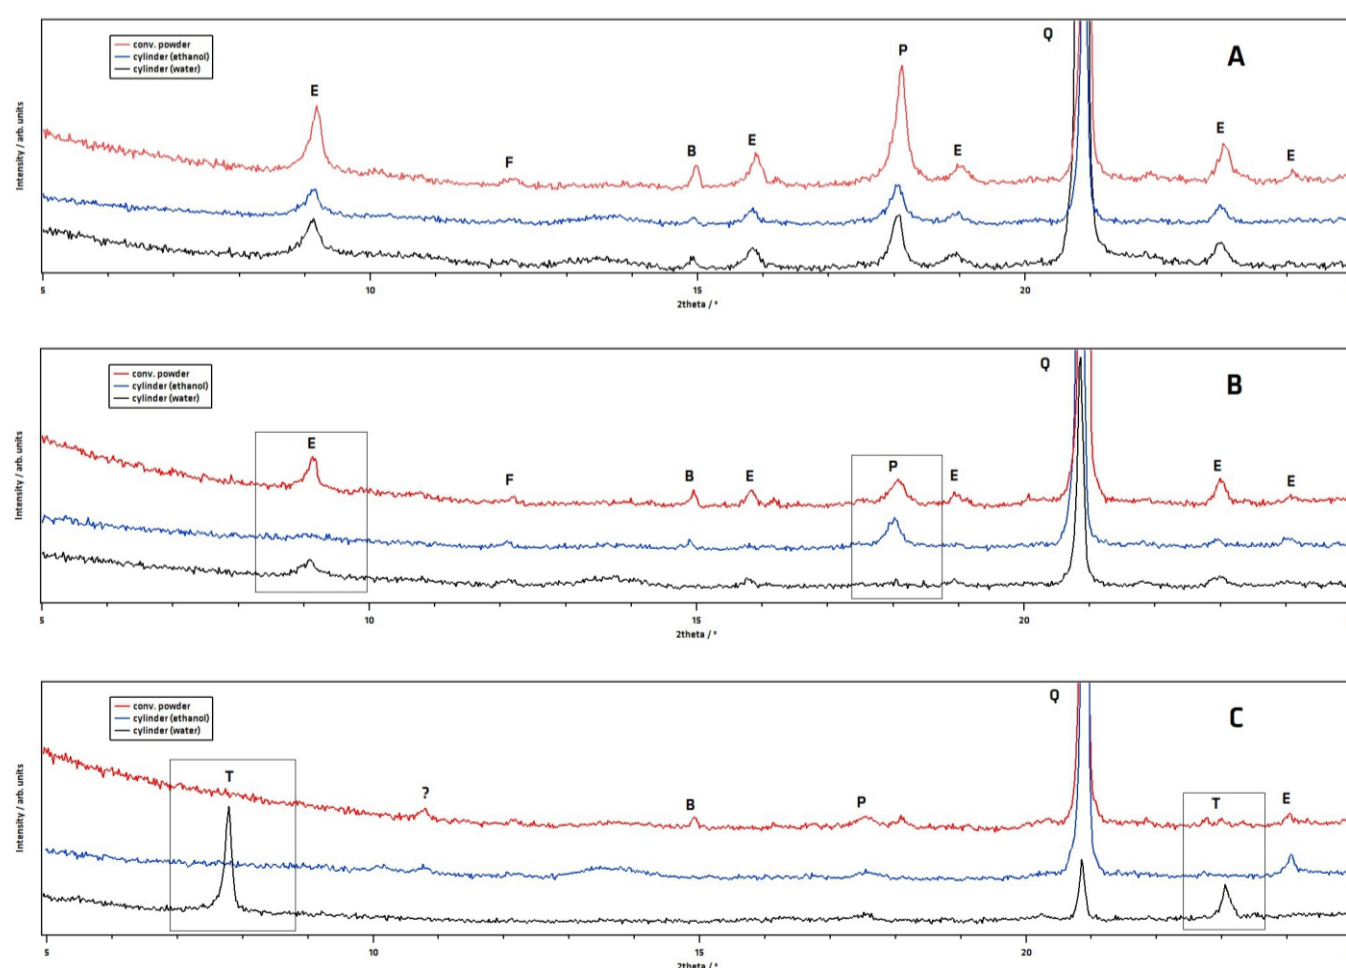 A
conv. powder
cylinder (ethanol)
cylinder (water)
Intensity / arb. units
E F B E P E Q E E
5 10 15 20
2theta / °
B
conv. powder
cylinder (ethanol)
cylinder (water)
Intensity / arb. units
E F B E P E Q E E
5 10 15 20
2theta / °
C
conv. powder
cylinder (ethanol)
cylinder (water)
Intensity / arb. units
T ? B P Q T E
5 10 15 20
2theta / °